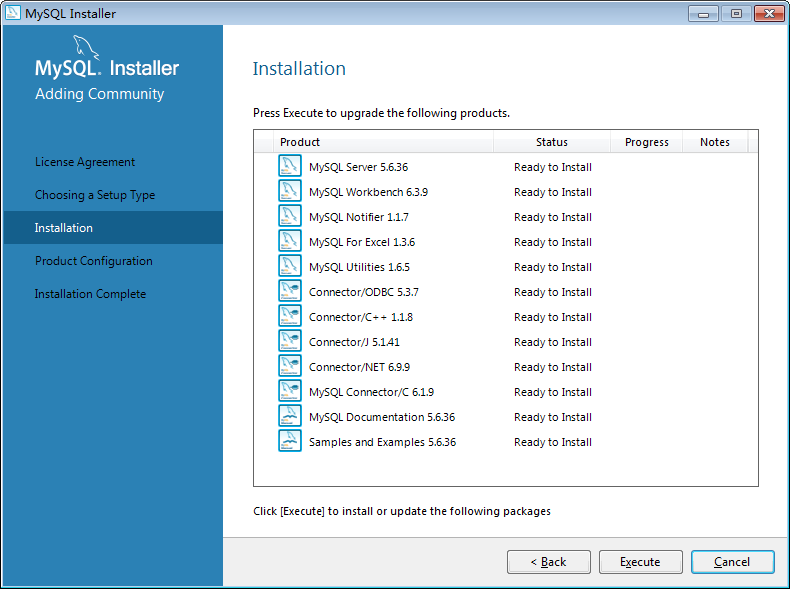 MySQL Installer
MySQL. Installer
Adding Community
License Agreement
Choosing a Setup Type
Installation
Product Configuration
Installation Complete
Installation
Press Execute to upgrade the following products.
Product Status Progress Notes
MySQL Server 5.6.36 Ready to Install
MySQL Workbench 6.3.9 Ready to Install
MySQL Notifier 1.1.7 Ready to Install
MySQL For Excel 1.3.6 Ready to Install
MySQL Utilities 1.6.5 Ready to Install
Connector/ODBC 5.3.7 Ready to Install
Connector/C++ 1.1.8 Ready to Install
Connector/J 5.1.41 Ready to Install
Connector/NET 6.9.9 Ready to Install
MySQL Connector/C 6.1.9 Ready to Install
MySQL Documentation 5.6.36 Ready to Install
Samples and Examples 5.6.36 Ready to Install
Click [Execute] to install or update the following packages
< Back Execute Cancel